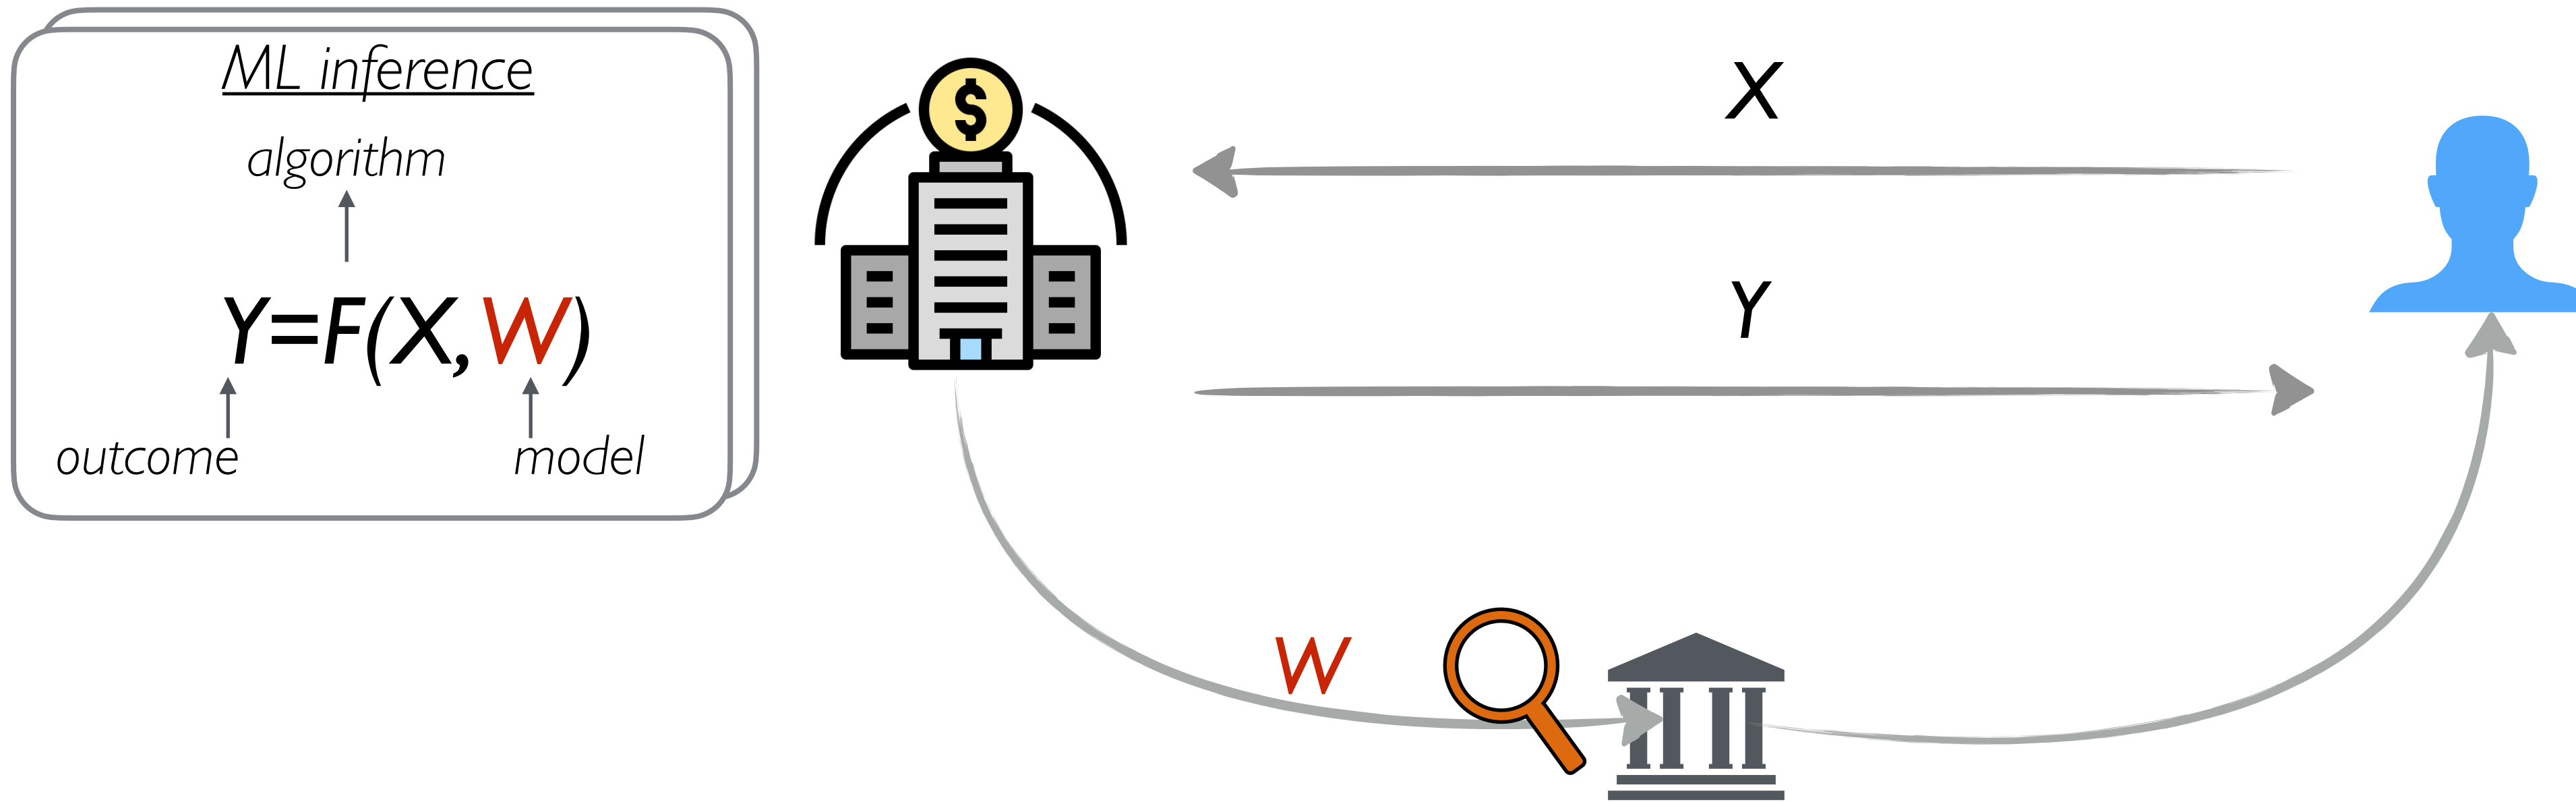 ML inference
algorithm
Y=F(X,W)
outcome
model
$
X
Y
W